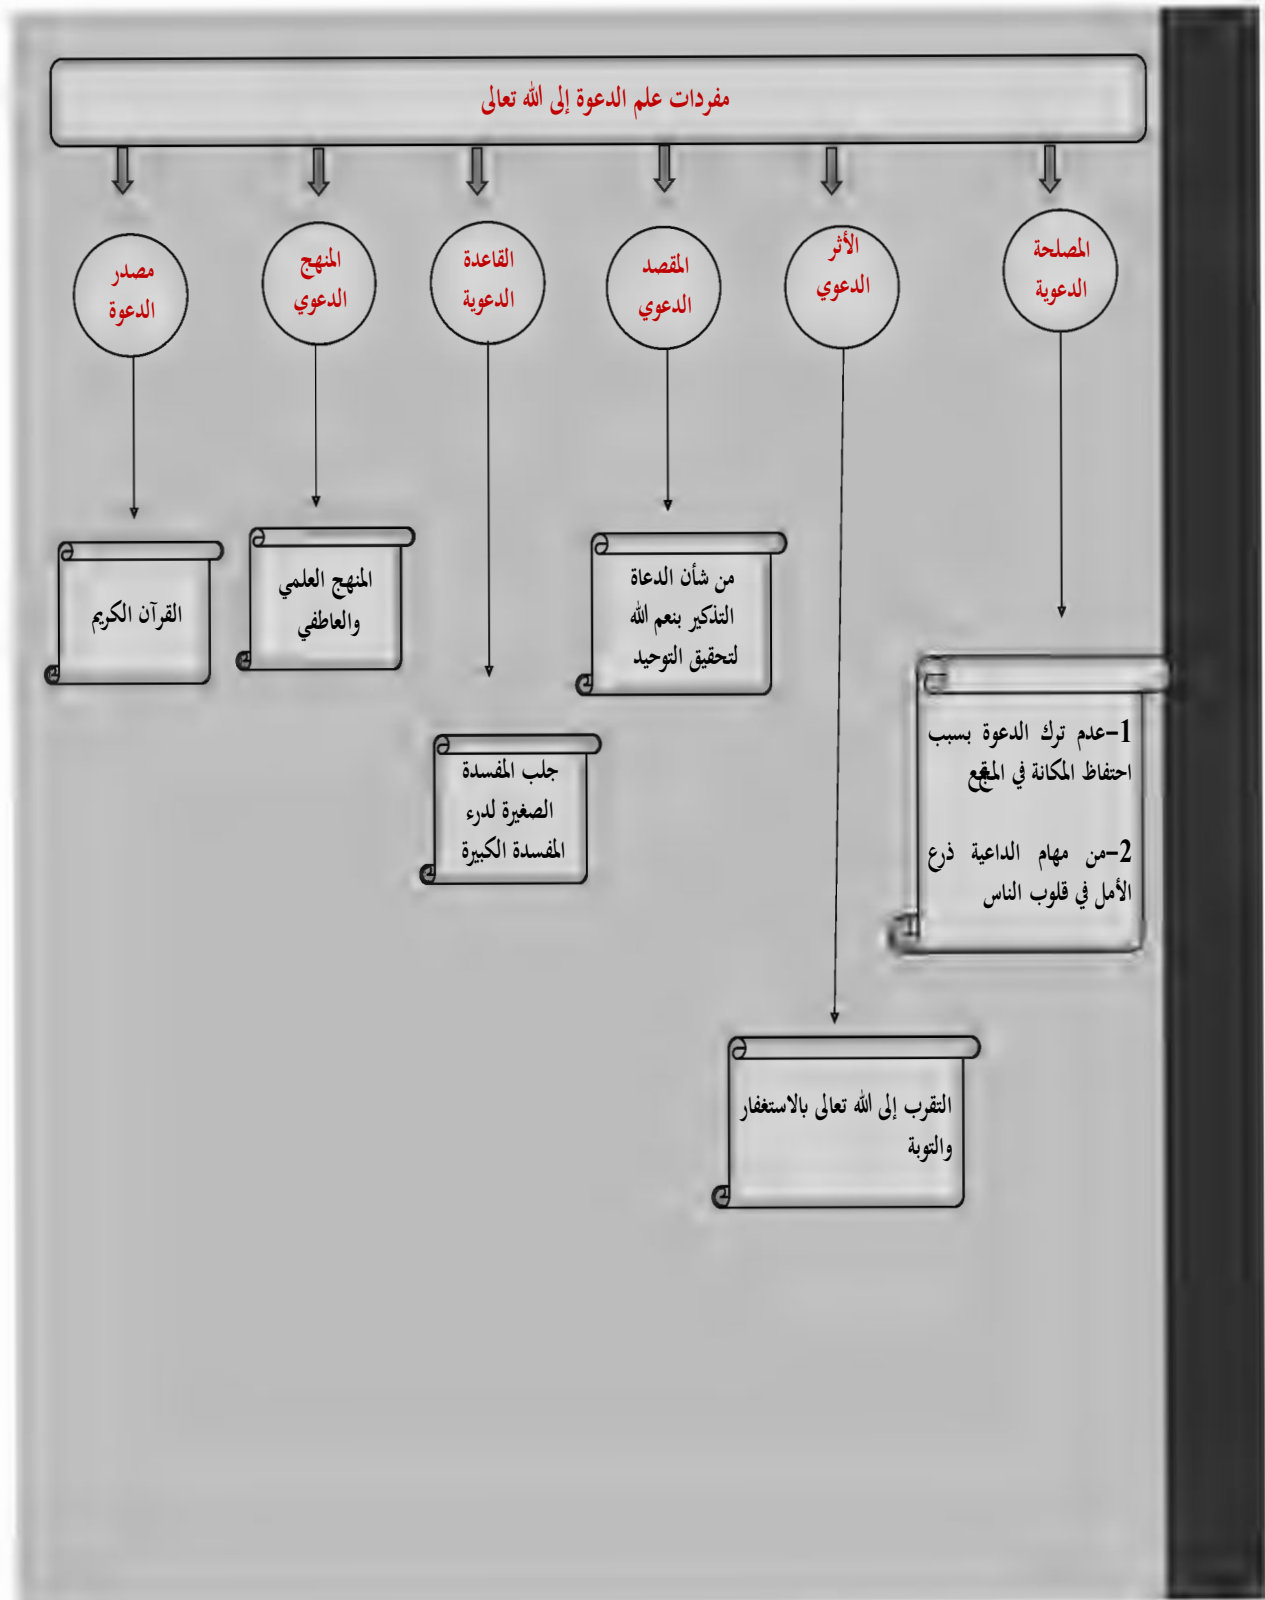 مفردات علم الدعوة إلى الله تعالى
المصلحة
الدعوية
الأثر
الدعوي
المقصد
الدعوي
القاعدة
الدعوية
المنهج
الدعوي
مصدر
الدعوة
1-عدم ترك الدعوة بسبب
احتفاظ المكانة في
2-من مهام الداعية ذرع
الأمل في قلوب الناس
التقرب إلى الله تعالى بالاستغفار
والتوبة
من شأن الدعاة
التذكير بنعم الله
لتحقيق التوحيد
جلب المفسدة
الصغيرة لدرء
المفسدة الكبيرة
المنهج العلمي
والعاطفي
القرآن الكريم